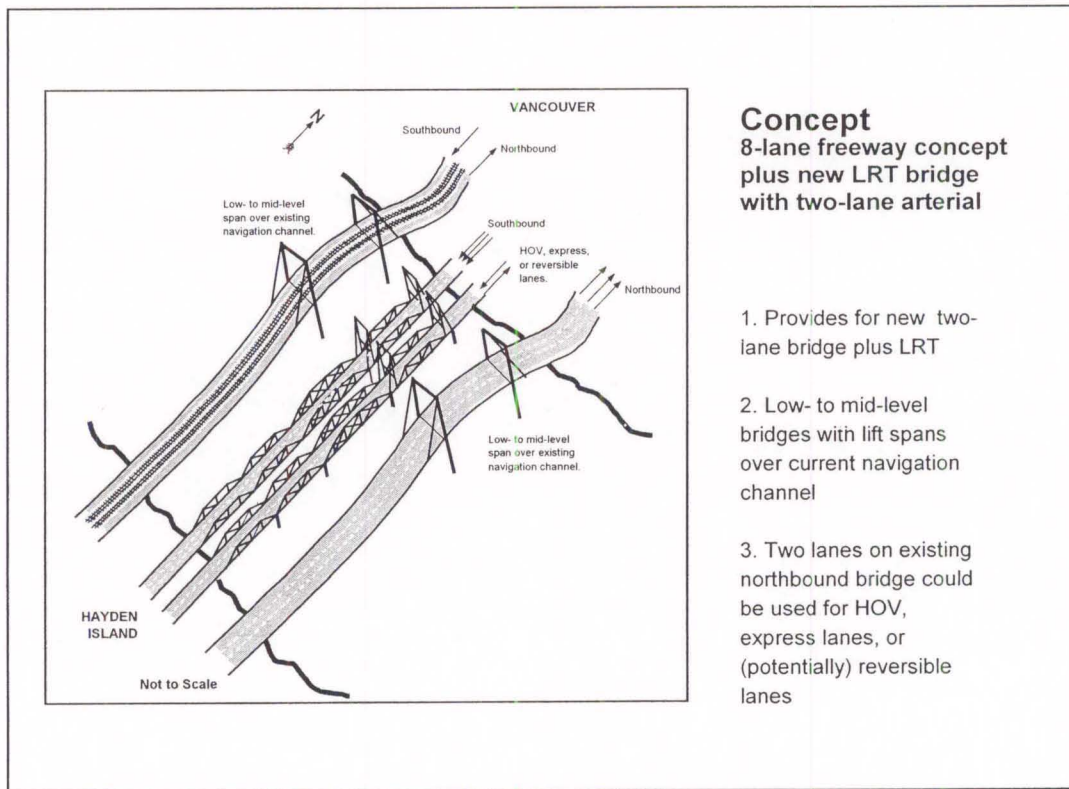 VANCOUVER
N
Southbound
Northbound
Low- to mid-level
span over existing
navigation channel.
Southbound
HOV, express,
or reversible
lanes.
Northbound
Low- to mid-level
span over existing
navigation channel.
HAYDEN
ISLAND
Not to Scale
Concept
8-lane freeway concept
plus new LRT bridge
with two-lane arterial
1. Provides for new two-
lane bridge plus LRT
2. Low- to mid-level
bridges with lift spans
over current navigation
channel
3. Two lanes on existing
northbound bridge could
be used for HOV,
express lanes, or
(potentially) reversible
lanes